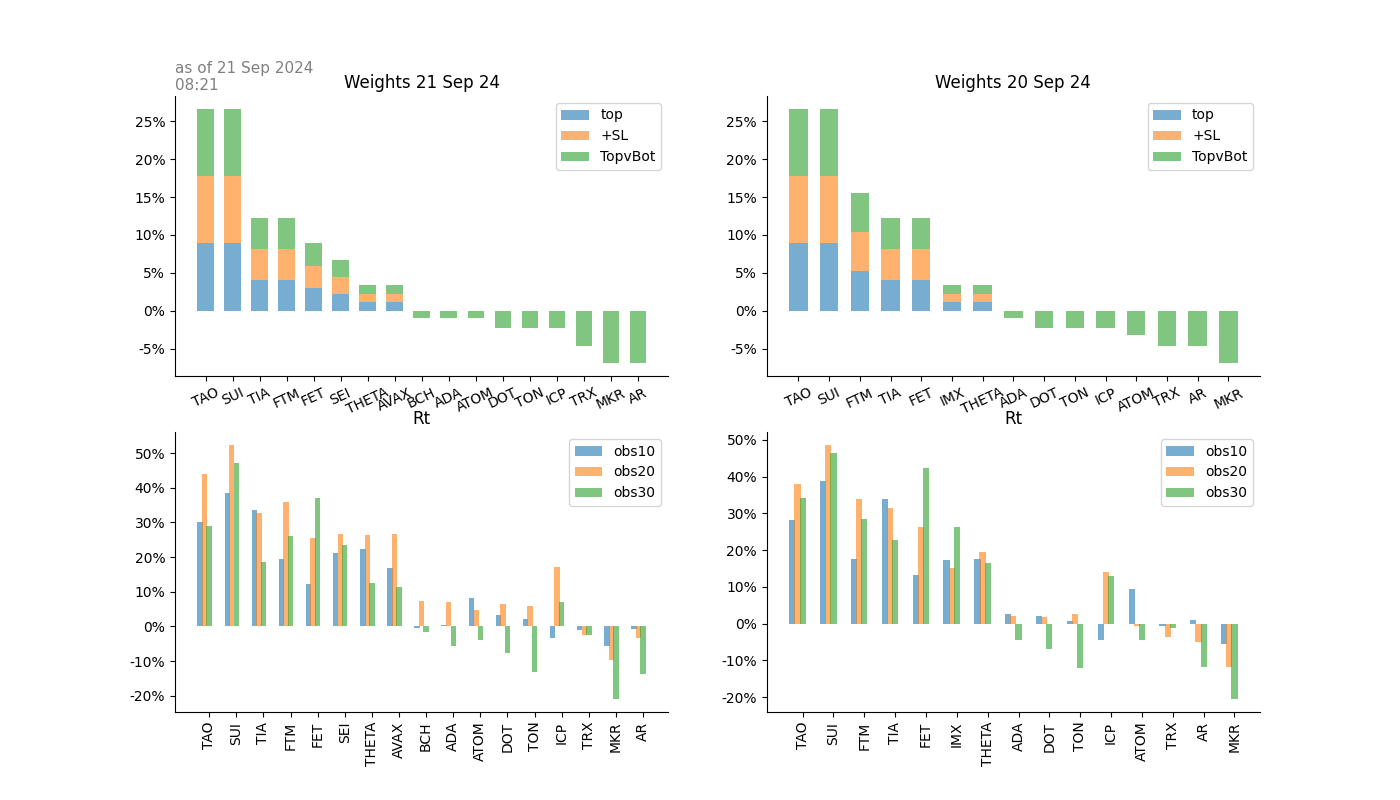 as of 21 Sep 2024
08:21
Weights 21 Sep 24
25%
20%
15%
10%
5%
0%
-5%
top
+SL
TopvBot
TAO SUI TIA FTM FET SEI THETA AVAX BCH ADA ATOM DOT TON ICP TRX MKR AR
Weights 20 Sep 24
25%
20%
15%
10%
5%
0%
-5%
top
+SL
TopvBot
TAO SUI FTM TIA FET IMX THETA ADA DOT TON ICP ATOM TRX AR MKR
Rt
50%
40%
30%
20%
10%
0%
-10%
-20%
obs10
obs20
obs30
TAO SUI TIA FTM FET SEI THETA AVAX BCH ADA ATOM DOT TON ICP TRX MKR AR
Rt
50%
40%
30%
20%
10%
0%
-10%
-20%
obs10
obs20
obs30
TAO SUI FTM TIA FET IMX THETA ADA DOT TON ICP ATOM TRX AR MKR